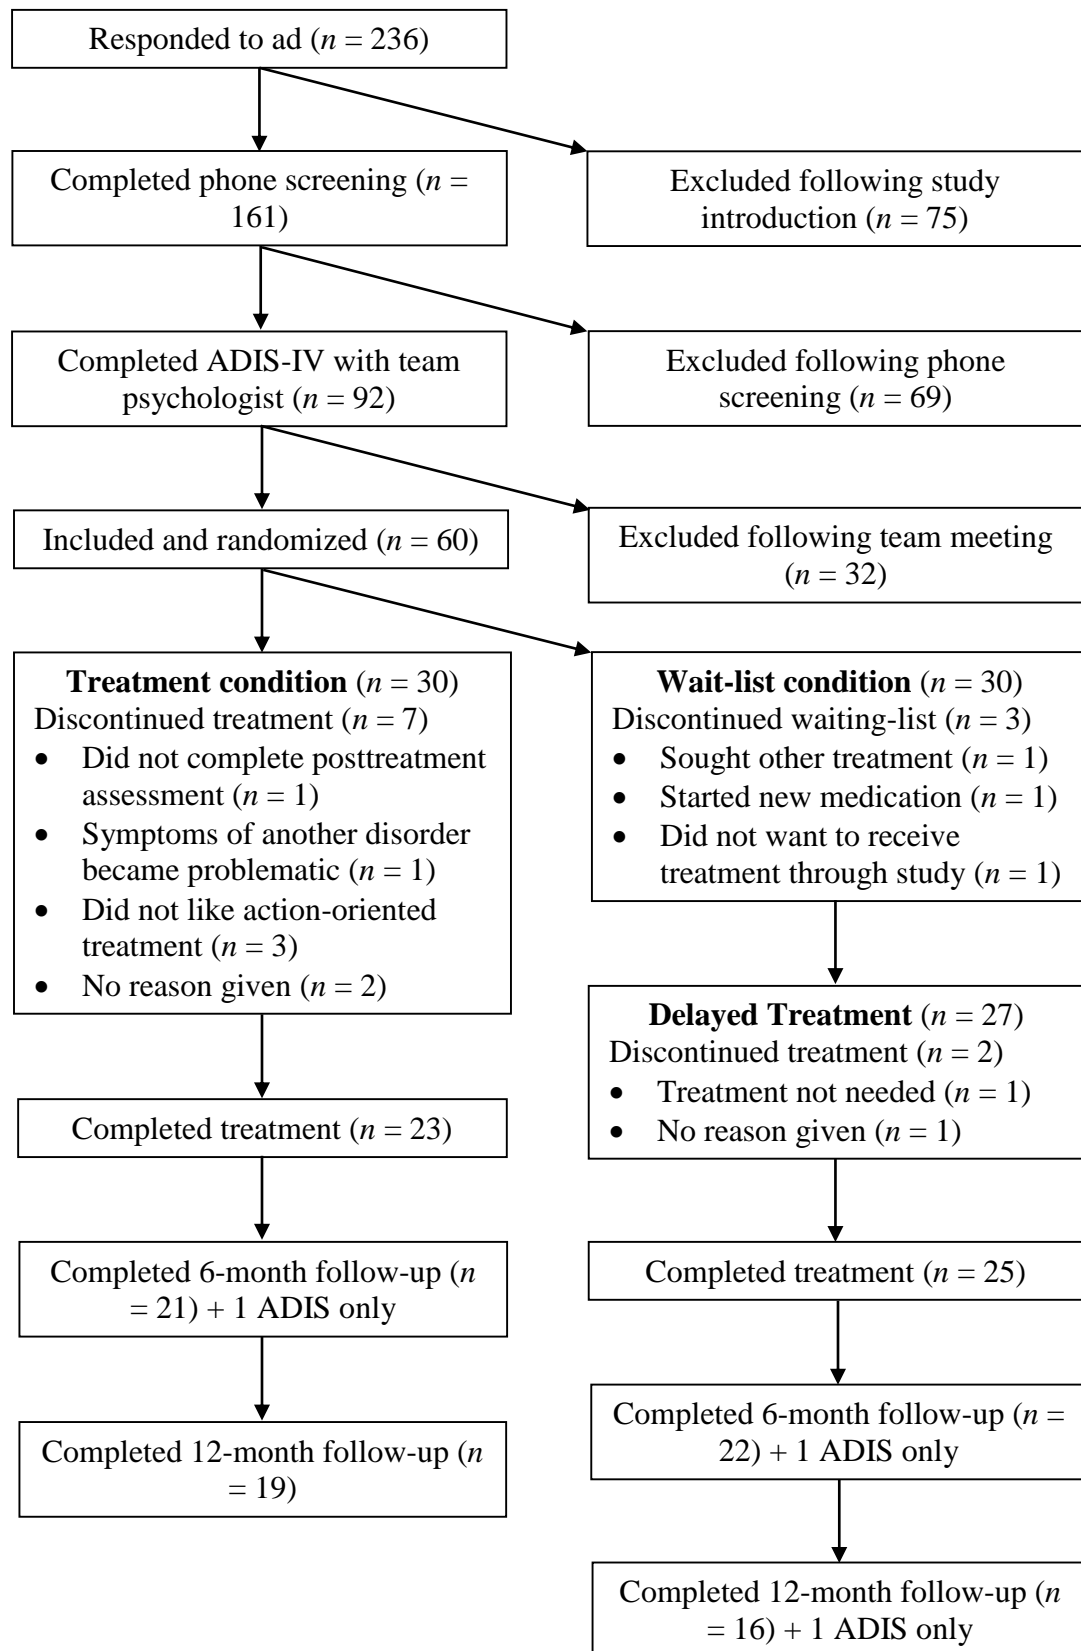 Responded to ad (n = 236)
Completed phone screening (n =
161)
Excluded following study
introduction (n = 75)
Completed ADIS-IV with team
psychologist (n = 92)
Excluded following phone
screening (n = 69)
Included and randomized (n = 60)
Excluded following team meeting
(n = 32)
Treatment condition (n = 30)
Discontinued treatment (n = 7)
• Did not complete posttreatment
assessment (n = 1)
• Symptoms of another disorder
became problematic (n = 1)
• Did not like action-oriented
treatment (n = 3)
• No reason given (n = 2)
Wait-list condition (n = 30)
Discontinued waiting-list (n = 3)
• Sought other treatment (n = 1)
• Started new medication (n = 1)
• Did not want to receive
treatment through study (n = 1)
Delayed Treatment (n = 27)
Discontinued treatment (n = 2)
• Treatment not needed (n = 1)
• No reason given (n = 1)
Completed treatment (n = 23)
Completed treatment (n = 25)
Completed 6-month follow-up (n
= 21) + 1 ADIS only
Completed 6-month follow-up (n =
22) + 1 ADIS only
Completed 12-month follow-up (n
= 19)
Completed 12-month follow-up (n
= 16) + 1 ADIS only